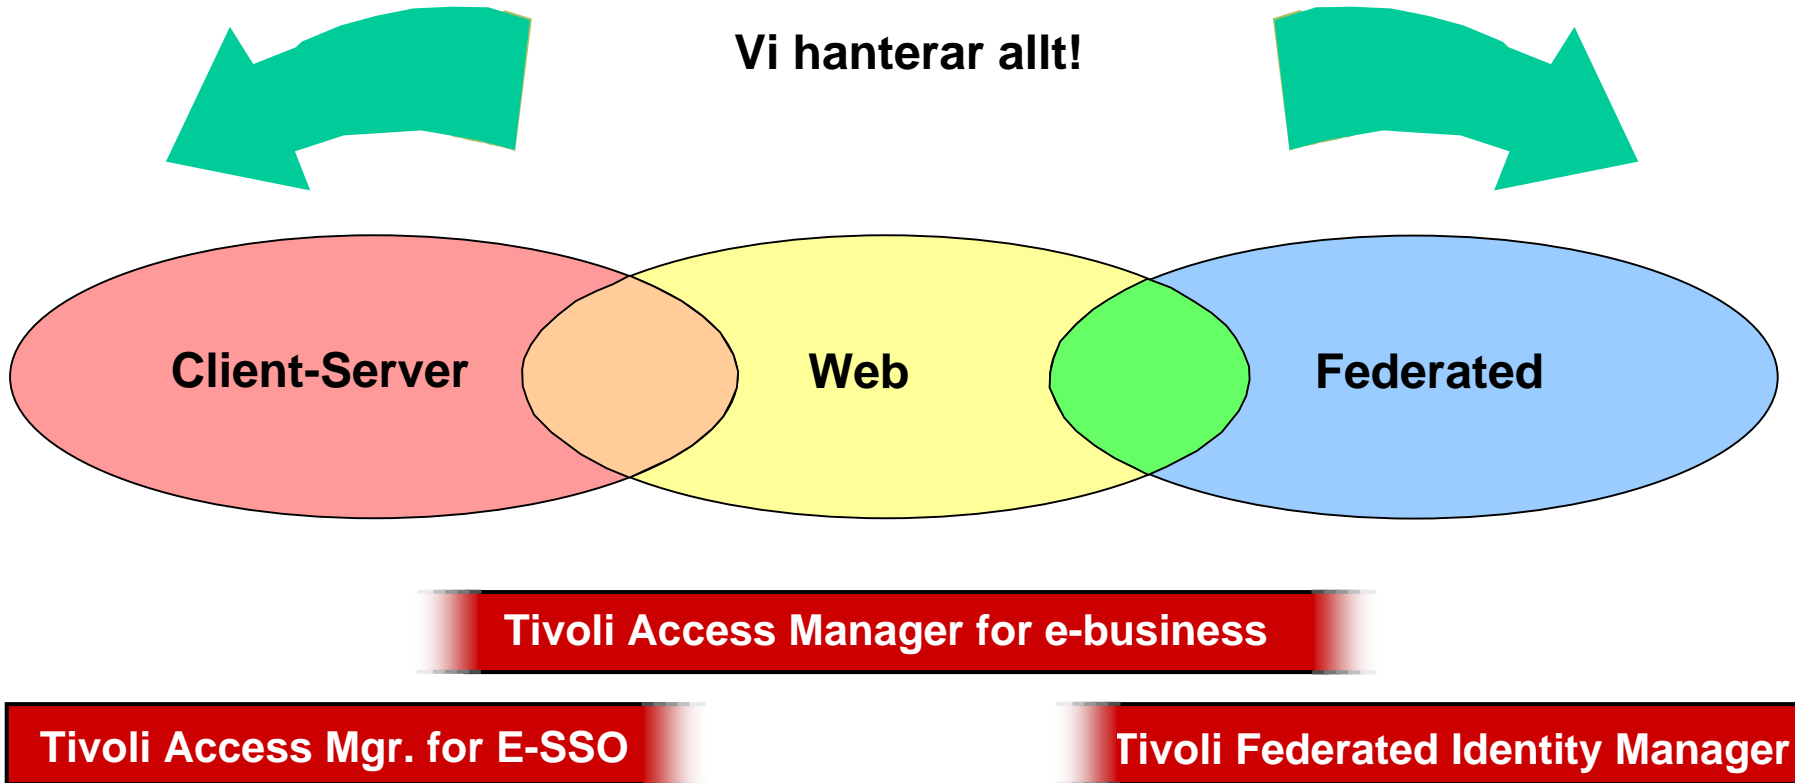 Vi hanterar allt!
Client-Server
Web
Federated
Tivoli Access Manager for e-business
Tivoli Access Mgr. for E-SSO
Tivoli Federated Identity Manager